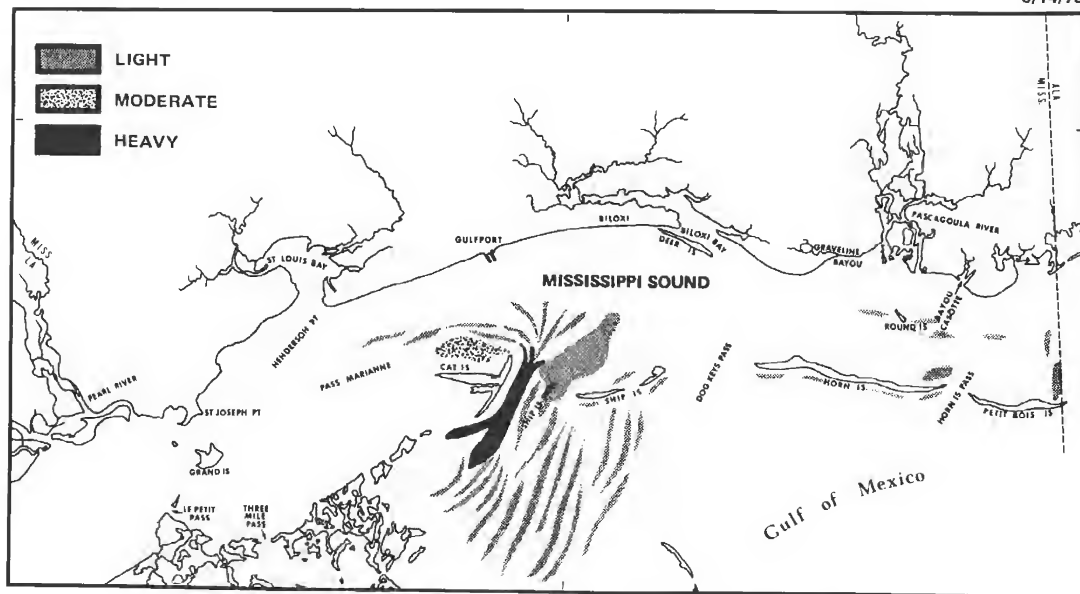 LIGHT
MODERATE
HEAVY
MISS
LA
ALA
MISS.
BILOXI
PASCAGOULA RIVER
GULFPORT
BILOXI BAY
DEER IS
GRAVELINE
BAYOU
ST LOUIS BAY
MISSISSIPPI SOUND
BAYOU
CASOTTE
ROUND IS
HENDERSON PT
CAT IS
PASS MARIANNE
DOG KEYS PASS
PEARL RIVER
SHIP IS
HORN IS
HORN IS PASS
PETIT BOIS IS
ST JOSEPH PT
GRAND IS
Gulf of Mexico
LE PETIT
PASS
THREE
MILE
PASS